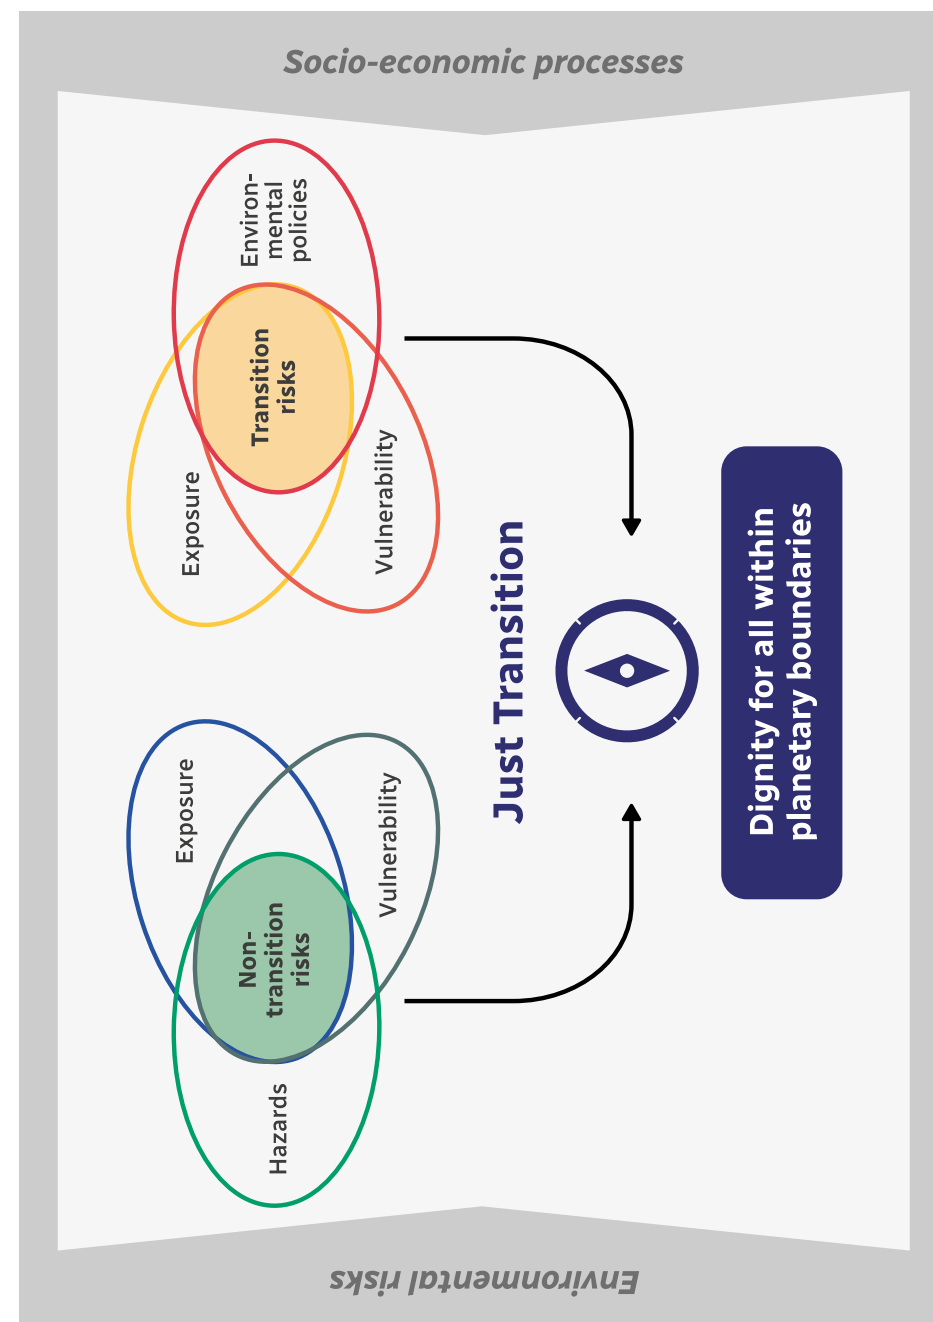 Socio-economic processes
Environ-
mental
policies
Transition
risks
Exposure
Vulnerability
Exposure
Vulnerability
Non-
transition
risks
Hazards
Just Transition
Dignity for all within
planetary boundaries
Environmental risks